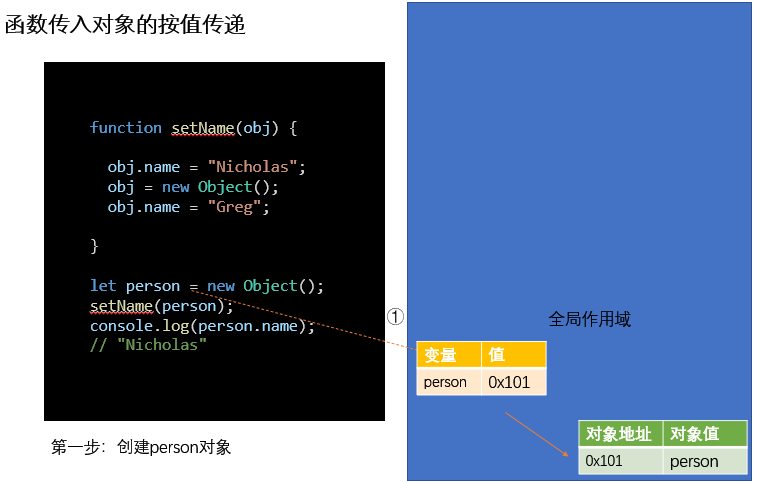 函数传入对象的按值传递
function setName(obj) {
obj.name = "Nicholas";
obj = new Object();
obj.name = "Greg";
}
let person = new Object();
setName(person);
console.log(person.name);
// "Nicholas"
第一步：创建person对象
①
全局作用域
变量 值
person 0x101
对象地址 对象值
0x101 person